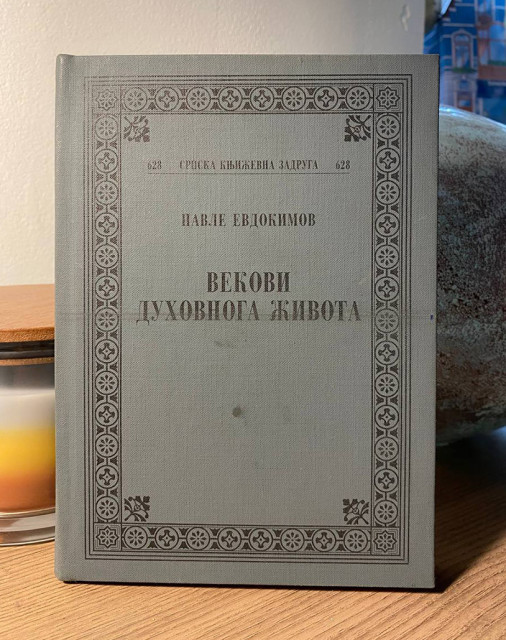 628 СРПСКА КЊИЖЕВНА ЗАДРУГА 628
ПАВЛЕ ЕВДОКИМОВ
ВЕКОВИ
ДУХОВНОГА ЖИВОТА